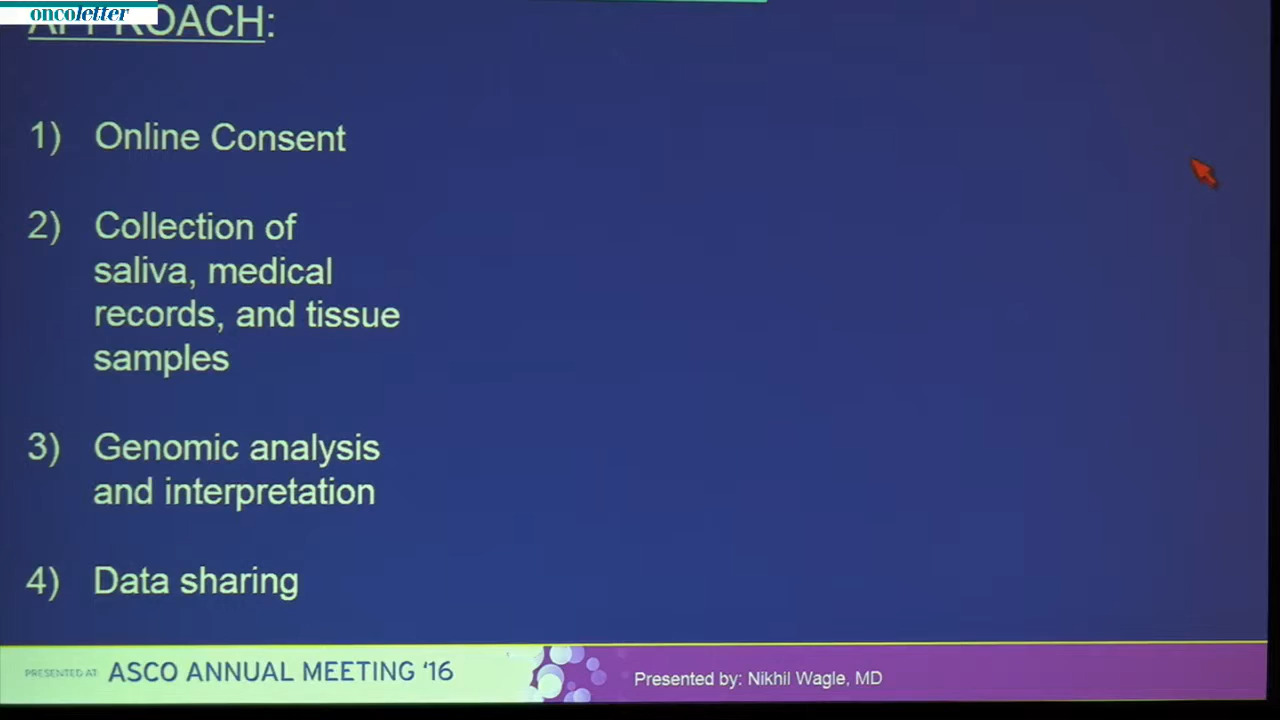 oncoletter
APPROACH:
1) Online Consent
2) Collection of
saliva, medical
records, and tissue
samples
3) Genomic analysis
and interpretation
4) Data sharing
PRESENTED AT: ASCO ANNUAL MEETING ‘16
Presented by: Nikhil Wagle, MD